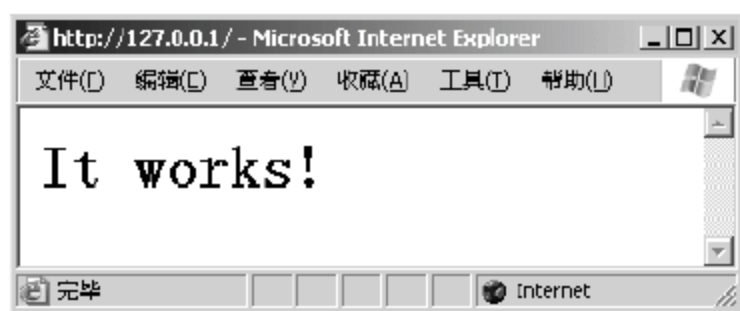 http://127.0.0.1/ - Microsoft Internet Explorer
文件(F) 编辑(E) 查看(V) 收藏(A) 工具(T) 帮助(H)
It works!
完毕 Internet